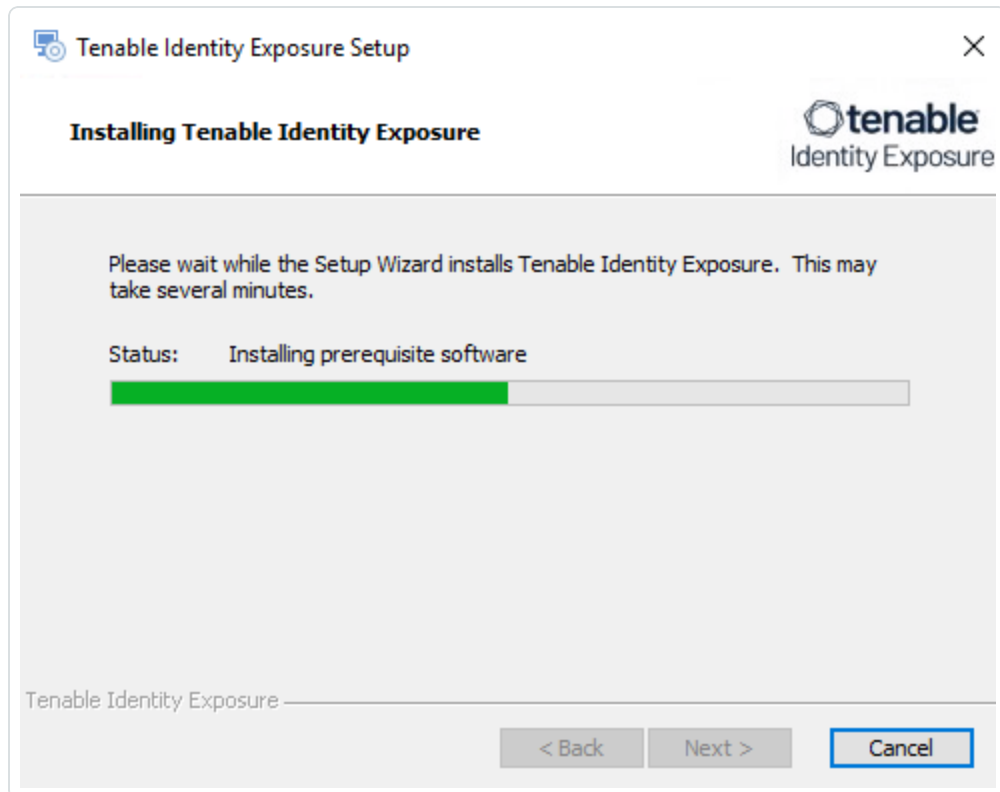 Tenable Identity Exposure Setup
Installing Tenable Identity Exposure
tenable
Identity Exposure
Please wait while the Setup Wizard installs Tenable Identity Exposure. This may
take several minutes.
Status: Installing prerequisite software
Tenable Identity Exposure
< Back Next > Cancel